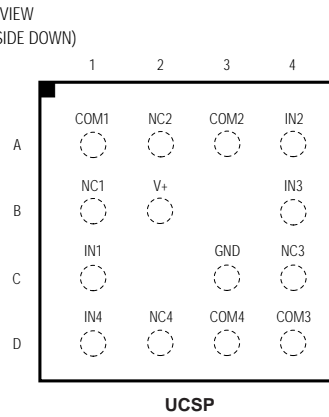 VIEW
SIDE DOWN)
1 2 3 4
COM1 NC2 COM2 IN2
A
NC1 V+ IN3
B
IN1 GND NC3
C
IN4 NC4 COM4 COM3
D
UCSP